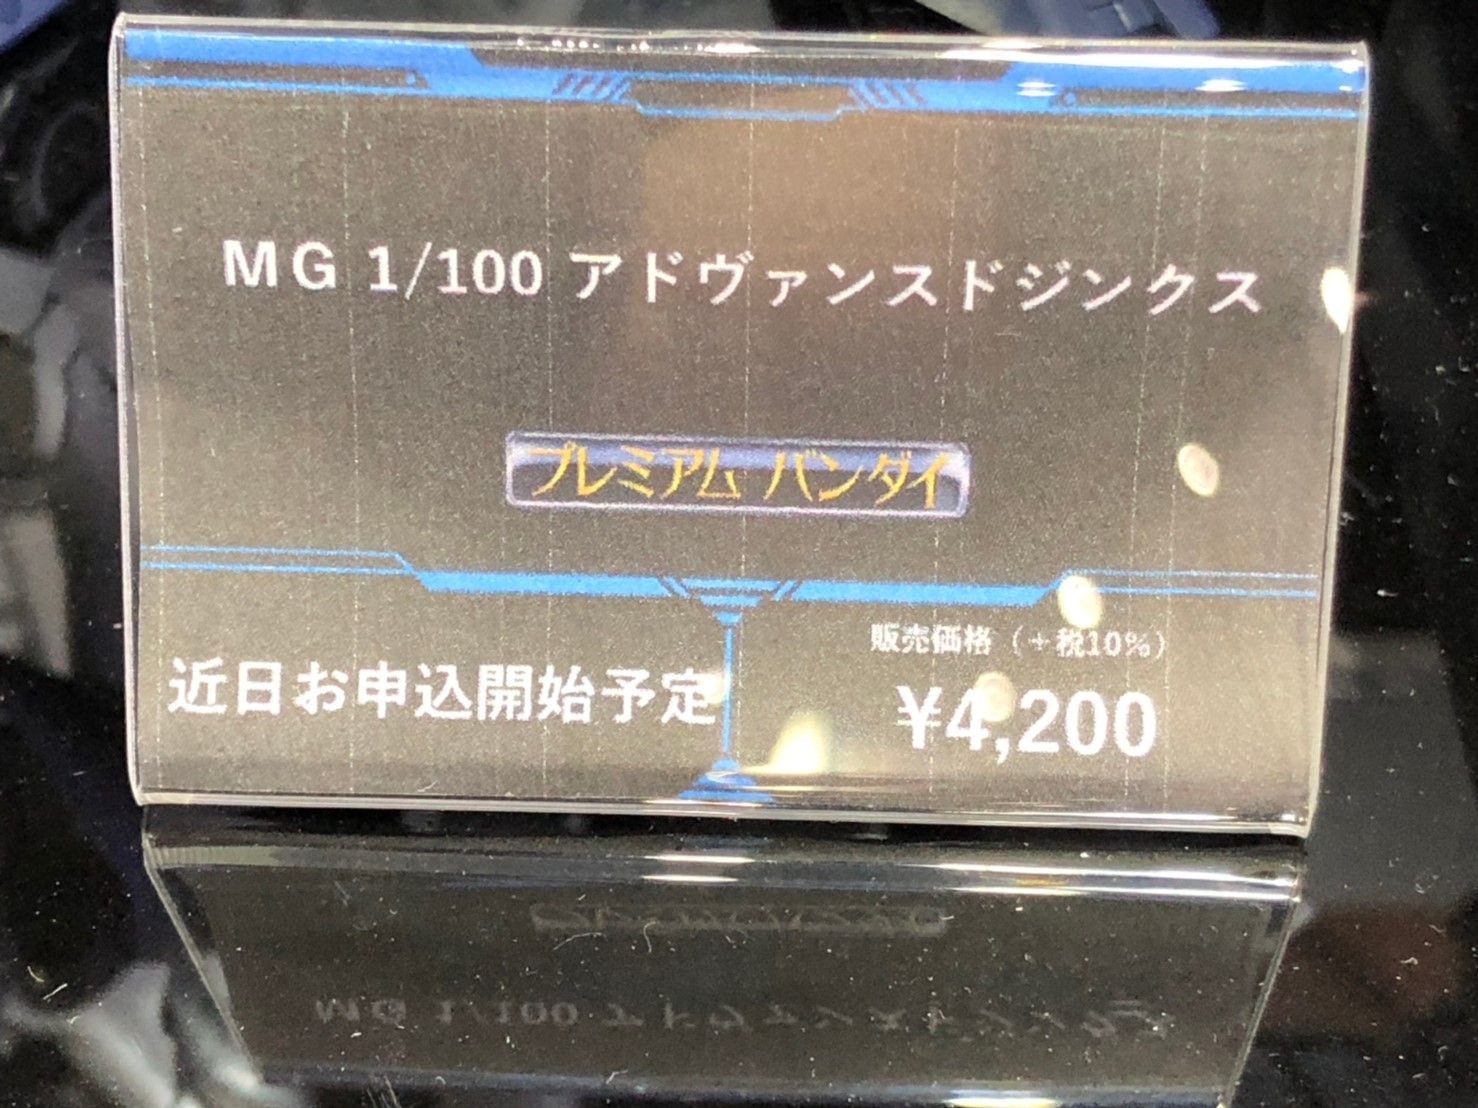 MG 1/100 アドヴァンスドジンクス
プレミアム バンダイ
近日お申込開始予定
販売価格（+税10%）
¥4,200